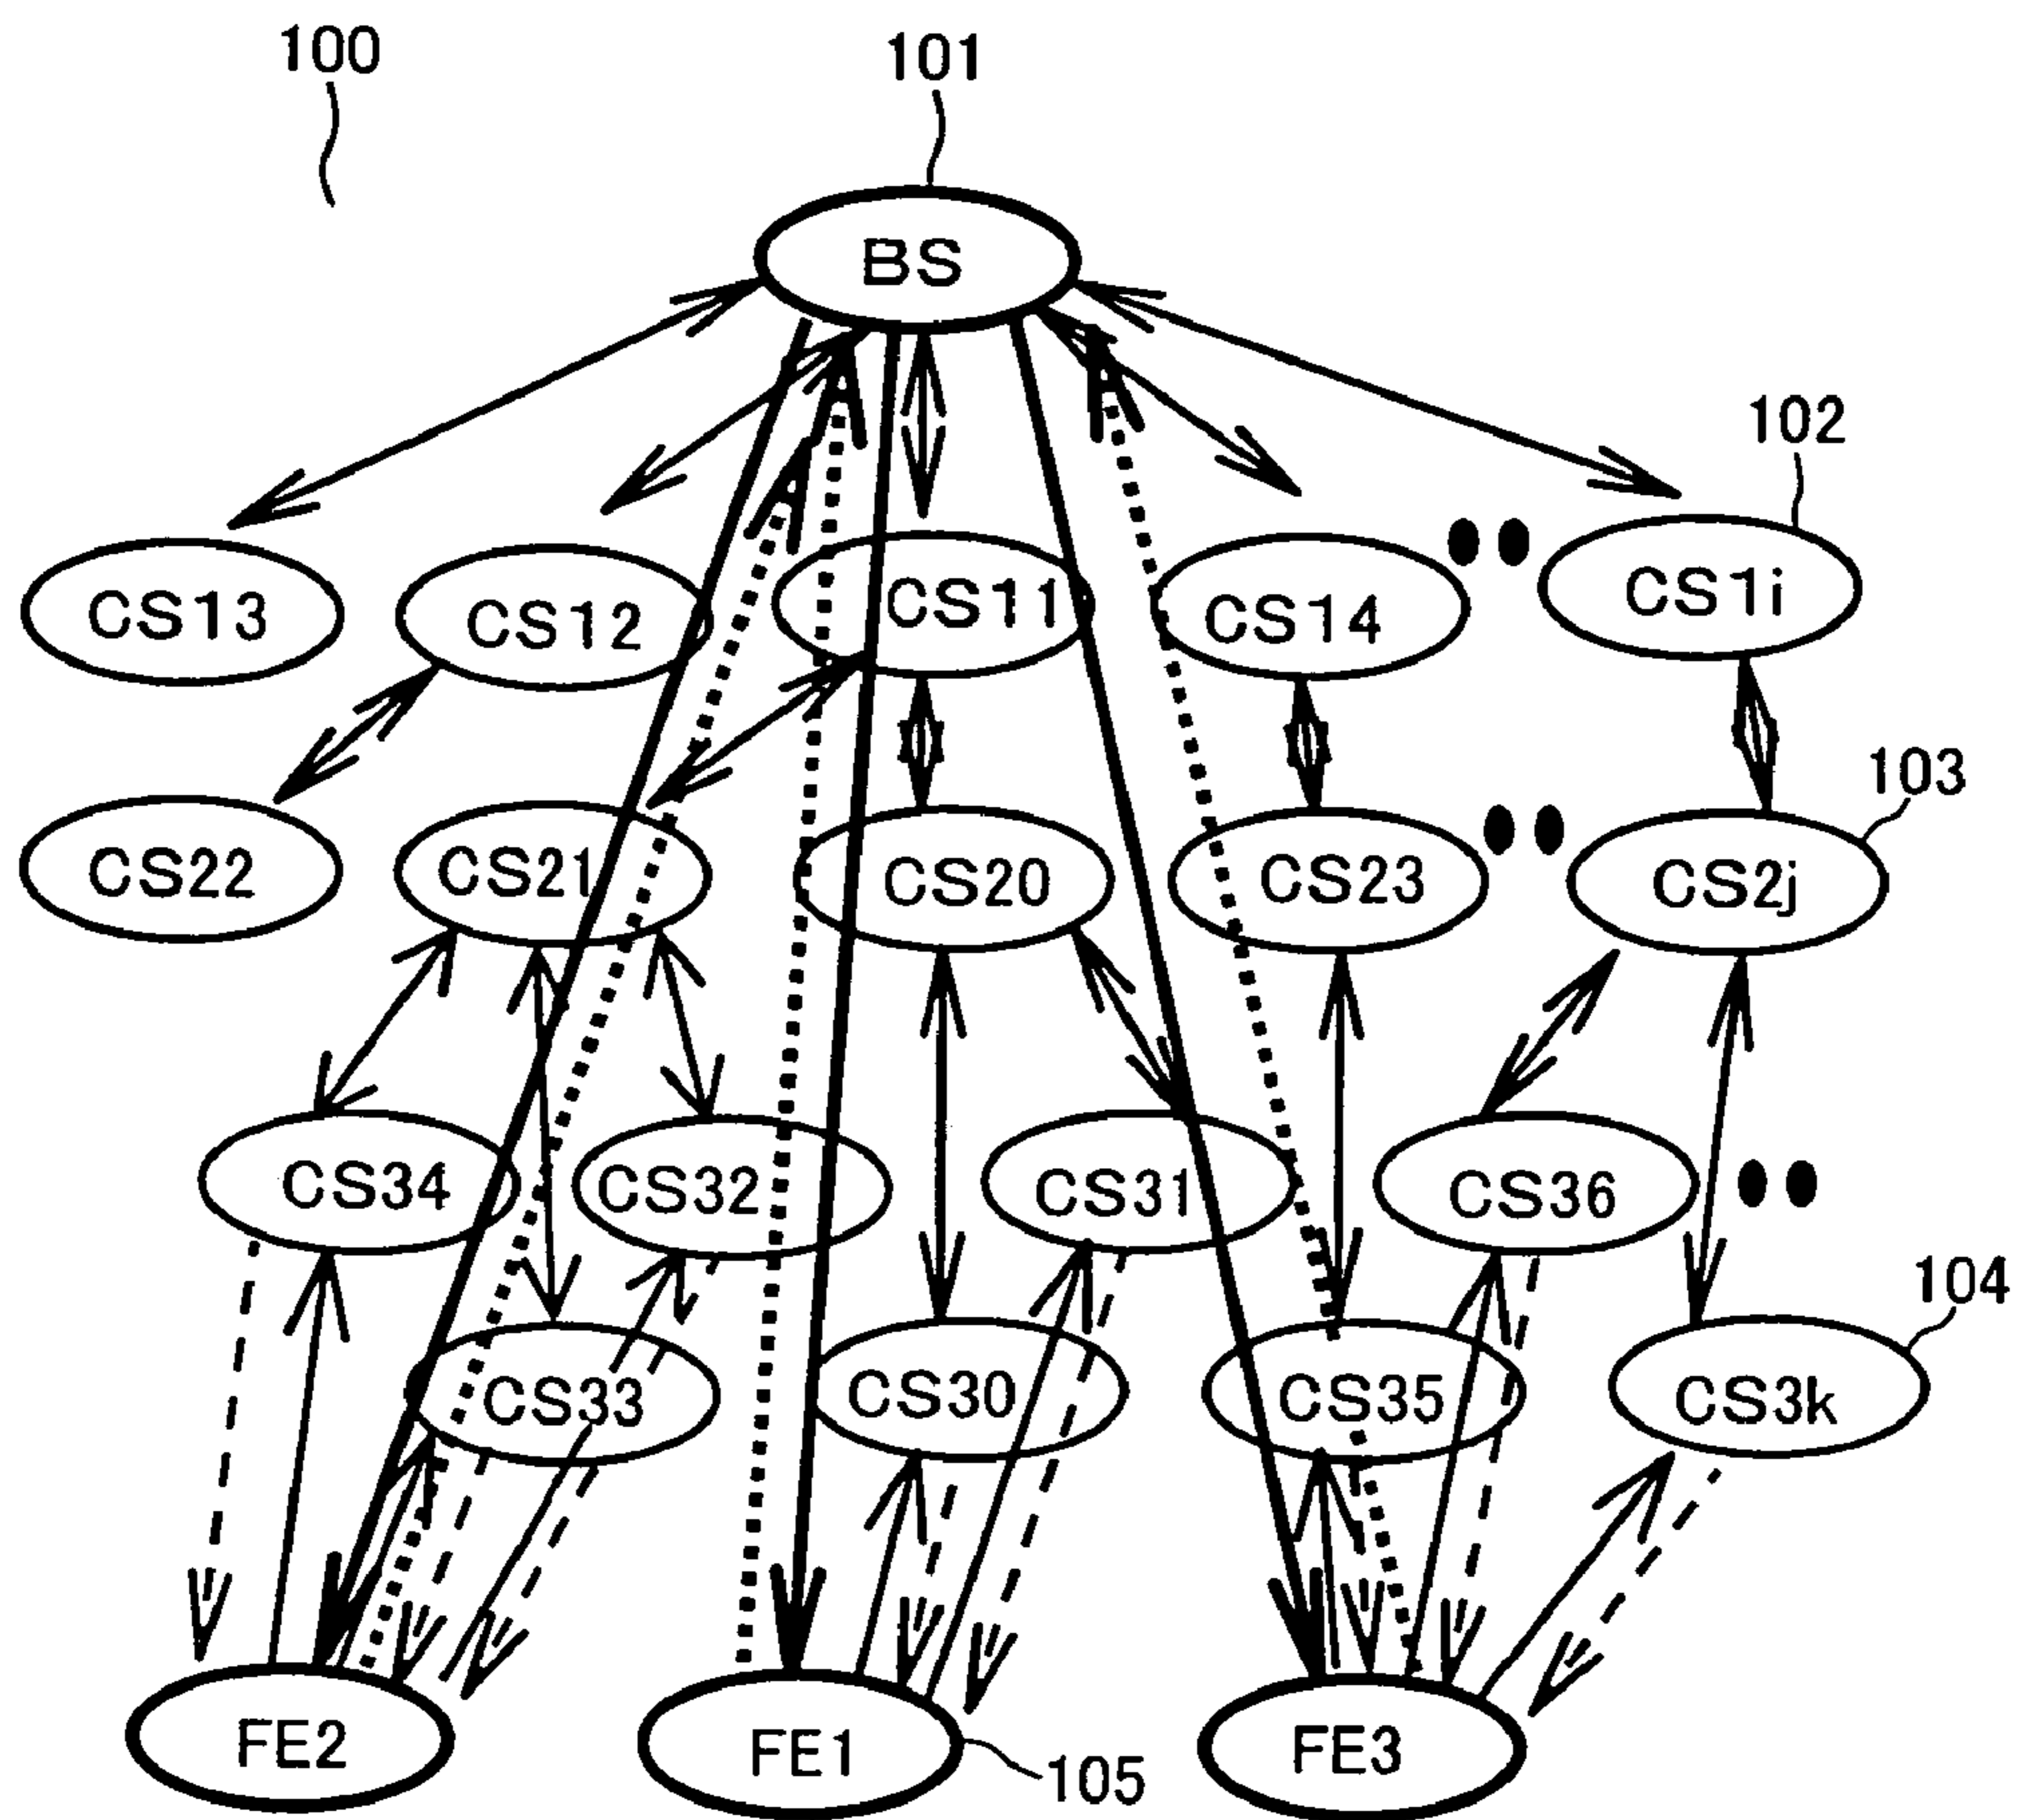 100
101
BS
102
CS13
CS12
CS11
CS14
CS1i
103
CS22
CS21
CS20
CS23
CS2j
CS34
CS32
CS31
CS36
104
CS33
CS30
CS35
CS3k
FE2
FE1
FE3
105